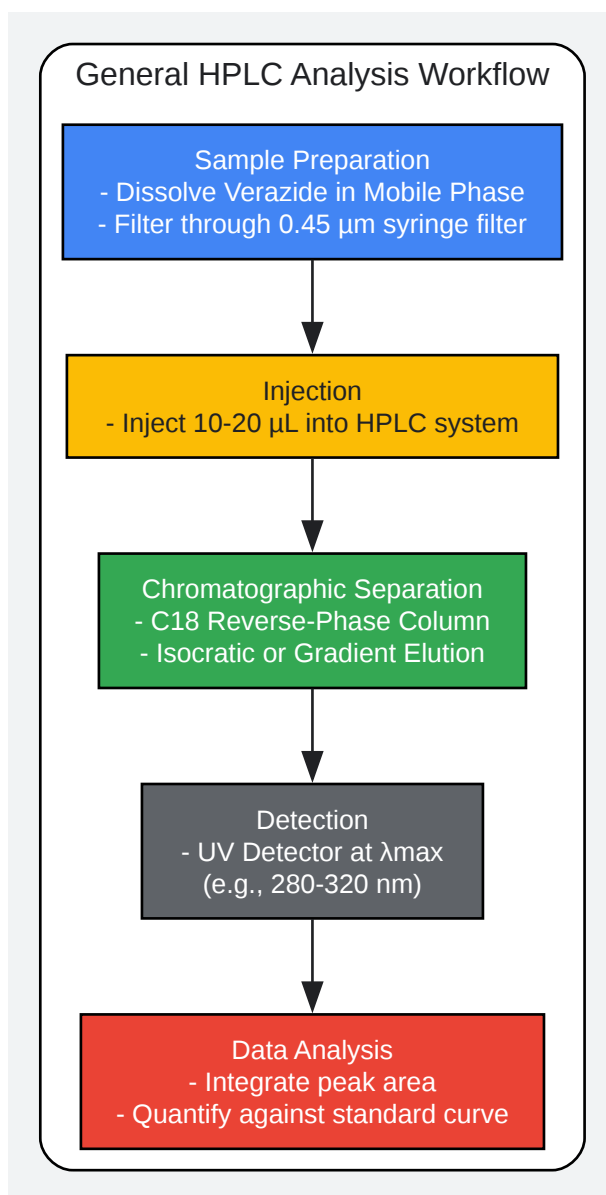 General HPLC Analysis Workflow
Sample Preparation
- Dissolve Verazide in Mobile Phase
- Filter through 0.45 µm syringe filter
Injection
- Inject 10-20 µL into HPLC system
Chromatographic Separation
- C18 Reverse-Phase Column
- Isocratic or Gradient Elution
Detection
- UV Detector at λmax
(e.g., 280-320 nm)
Data Analysis
- Integrate peak area
- Quantify against standard curve